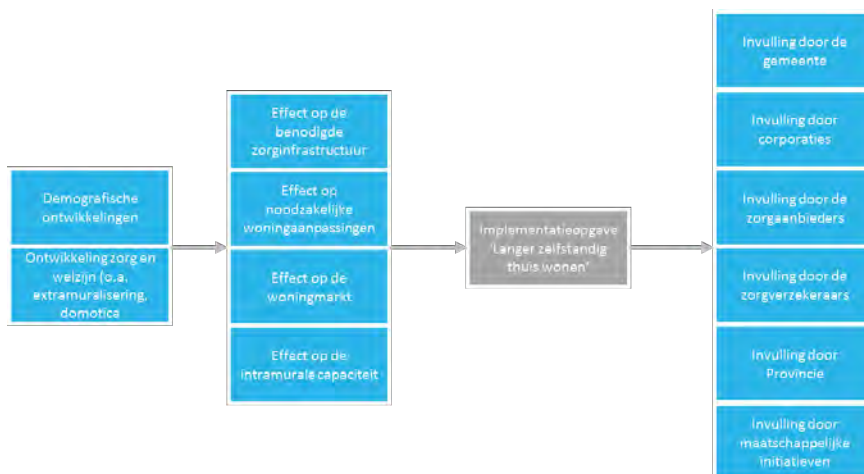 Demografische
ontwikkelingen
Ontwikkeling zorg en
welzijn (o.a.
extramuralisering,
domotica
Effect op de
benodigde
zorginfrastructuur
Effect op
noodzakelijke
woningaanpassingen
Effect op de
woningmarkt
Effect op de
intramurale capaciteit
Implementatieopgave
'Langer zelfstandig
thuis wonen'
Invulling door de
gemeente
Invulling door
corporaties
Invulling door de
zorgaanbieders
Invulling door de
zorgverzekeraars
Invulling door
Provincie
Invulling door
maatschappelijke
initiatieven